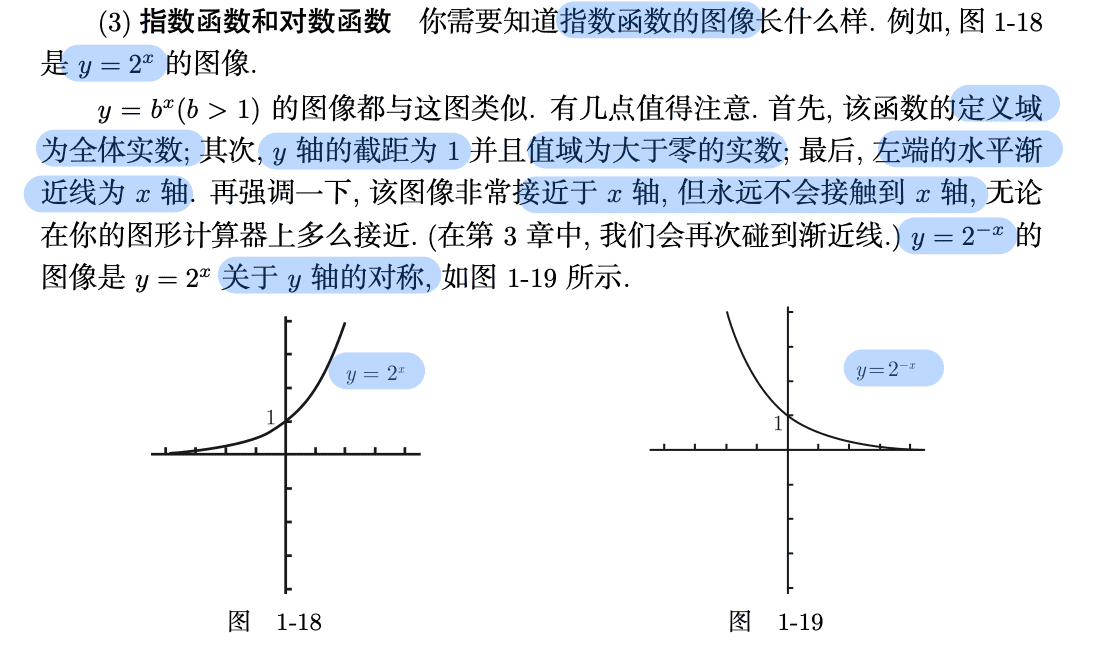 (3) 指数函数和对数函数 你需要知道指数函数的图像长什么样. 例如, 图 1-18
是 y = 2ˣ 的图像.
y = bˣ(b > 1) 的图像都与这图类似. 有几点值得注意. 首先, 该函数的定义域
为全体实数; 其次, y 轴的截距为 1 并且值域为大于零的实数; 最后, 左端的水平渐
近线为 x 轴. 再强调一下, 该图像非常接近于 x 轴, 但永远不会接触到 x 轴, 无论
在你的图形计算器上多么接近. (在第 3 章中, 我们会再次碰到渐近线.) y = 2⁻ˣ 的
图像是 y = 2ˣ 关于 y 轴的对称, 如图 1-19 所示.
y = 2ˣ
1
图 1-18
y=2⁻ˣ
1
图 1-19